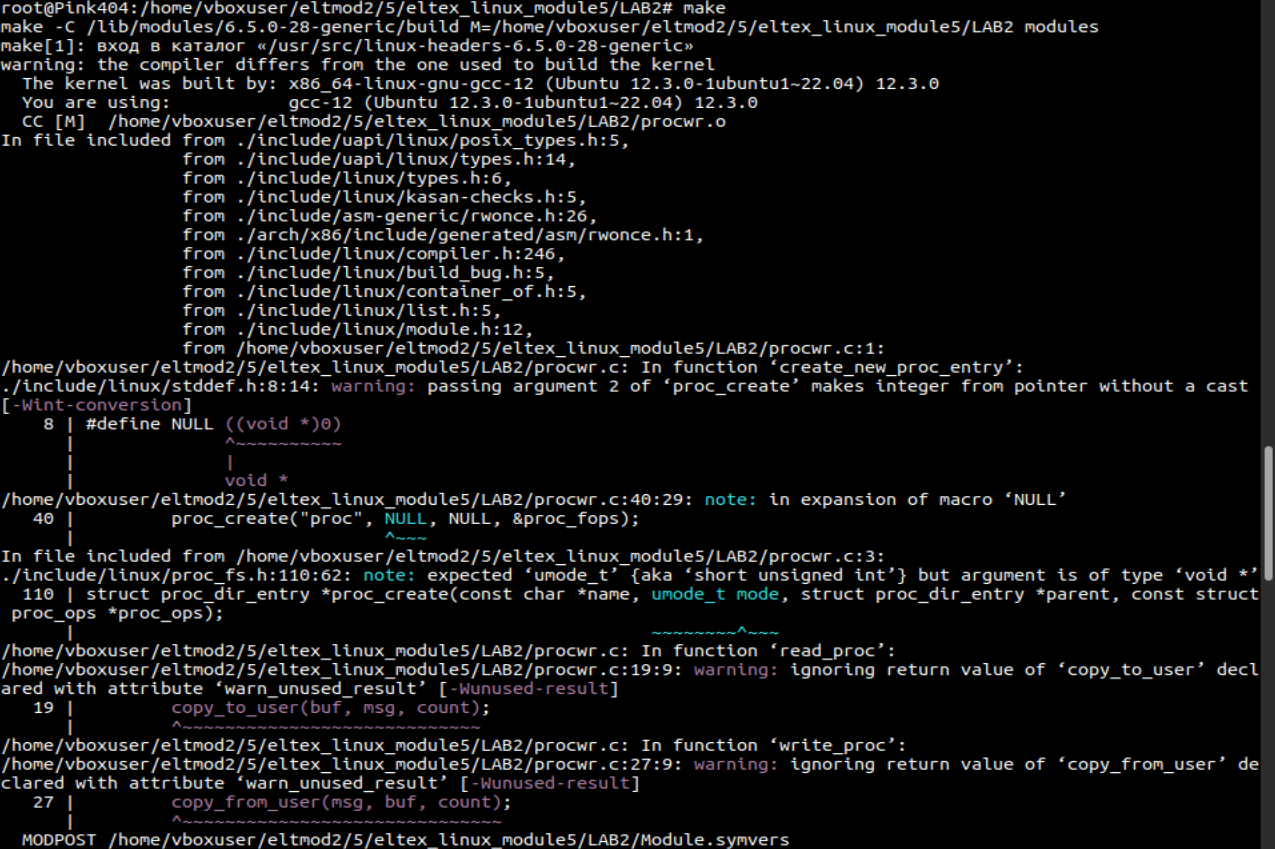 root@Pink404:/home/vboxuser/eltmod2/5/eltex_linux_module5/LAB2# make
make -C /lib/modules/6.5.0-28-generic/build M=/home/vboxuser/eltmod2/5/eltex_linux_module5/LAB2 modules
make[1]: вход в каталог «/usr/src/linux-headers-6.5.0-28-generic»
warning: the compiler differs from the one used to build the kernel
  The kernel was built by: x86_64-linux-gnu-gcc-12 (Ubuntu 12.3.0-1ubuntu1~22.04) 12.3.0
  You are using:           gcc-12 (Ubuntu 12.3.0-1ubuntu1~22.04) 12.3.0
  CC [M]  /home/vboxuser/eltmod2/5/eltex_linux_module5/LAB2/procwr.o
In file included from ./include/uapi/linux/posix_types.h:5,
                 from ./include/uapi/linux/types.h:14,
                 from ./include/linux/types.h:6,
                 from ./include/linux/kasan-checks.h:5,
                 from ./include/asm-generic/rwonce.h:26,
                 from ./arch/x86/include/generated/asm/rwonce.h:1,
                 from ./include/linux/compiler.h:246,
                 from ./include/linux/build_bug.h:5,
                 from ./include/linux/container_of.h:5,
                 from ./include/linux/list.h:5,
                 from ./include/linux/module.h:12,
                 from /home/vboxuser/eltmod2/5/eltex_linux_module5/LAB2/procwr.c:1:
/home/vboxuser/eltmod2/5/eltex_linux_module5/LAB2/procwr.c: In function ‘create_new_proc_entry’:
./include/linux/stddef.h:8:14: warning: passing argument 2 of ‘proc_create’ makes integer from pointer without a cast
[-Wint-conversion]
    8 | #define NULL ((void *)0)
      |              ^~~~~~~~~~~
      |              |
      |              void *
/home/vboxuser/eltmod2/5/eltex_linux_module5/LAB2/procwr.c:40:29: note: in expansion of macro ‘NULL’
   40 |         proc_create("proc", NULL, NULL, &proc_fops);
      |                             ^~~~
In file included from /home/vboxuser/eltmod2/5/eltex_linux_module5/LAB2/procwr.c:3:
./include/linux/proc_fs.h:110:62: note: expected ‘umode_t’ {aka ‘short unsigned int’} but argument is of type ‘void *’
  110 | struct proc_dir_entry *proc_create(const char *name, umode_t mode, struct proc_dir_entry *parent, const struct
 proc_ops *proc_ops);
      |                                                      ~~~~~~~~^~~~
/home/vboxuser/eltmod2/5/eltex_linux_module5/LAB2/procwr.c: In function ‘read_proc’:
/home/vboxuser/eltmod2/5/eltex_linux_module5/LAB2/procwr.c:19:9: warning: ignoring return value of ‘copy_to_user’ decl
ared with attribute ‘warn_unused_result’ [-Wunused-result]
   19 |         copy_to_user(buf, msg, count);
      |         ^~~~~~~~~~~~~~~~~~~~~~~~~~~~~
/home/vboxuser/eltmod2/5/eltex_linux_module5/LAB2/procwr.c: In function ‘write_proc’:
/home/vboxuser/eltmod2/5/eltex_linux_module5/LAB2/procwr.c:27:9: warning: ignoring return value of ‘copy_from_user’ de
clared with attribute ‘warn_unused_result’ [-Wunused-result]
   27 |         copy_from_user(msg, buf, count);
      |         ^~~~~~~~~~~~~~~~~~~~~~~~~~~~~~~
  MODPOST /home/vboxuser/eltmod2/5/eltex_linux_module5/LAB2/Module.symvers